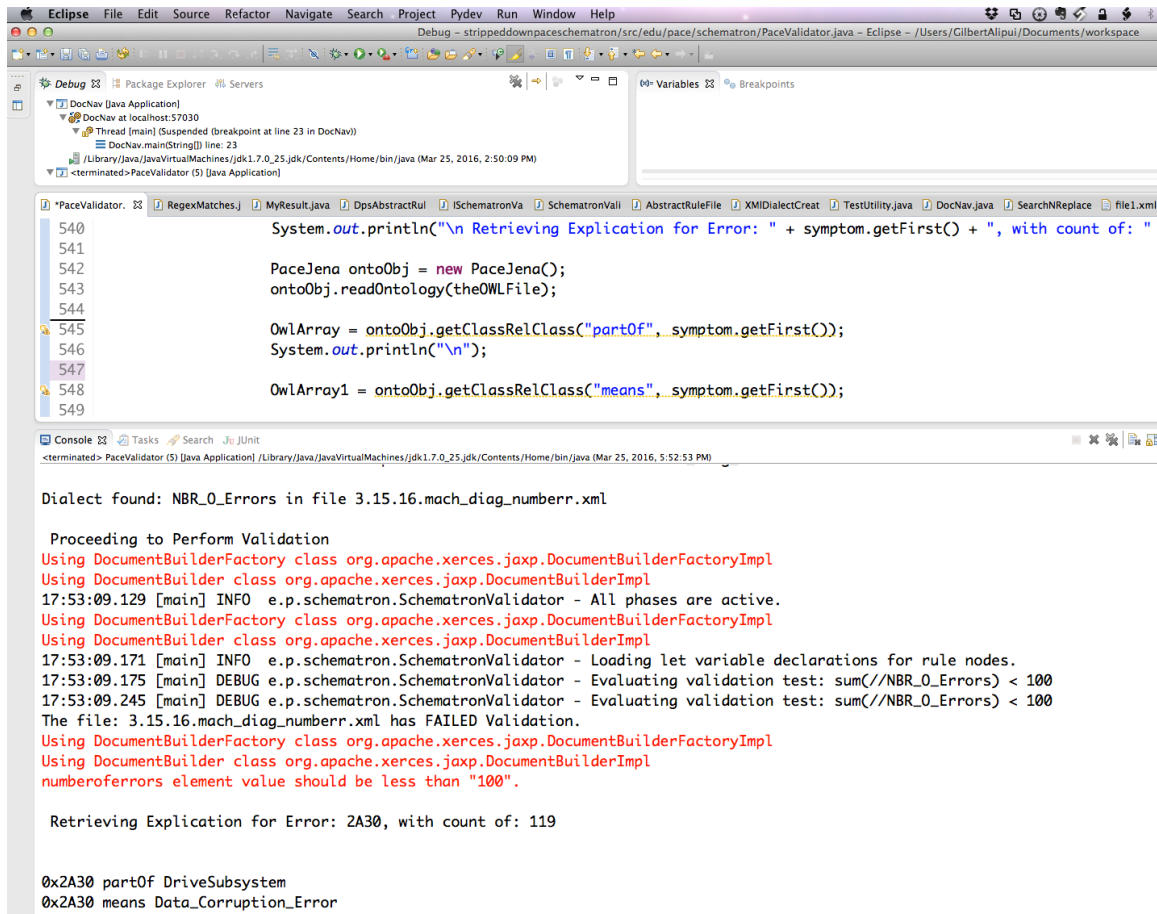 Eclipse File Edit Source Refactor Navigate Search Project Pydev Run Window Help
Debug – strippeddownpaceschematron/src/edu/pace/schematron/PaceValidator.java – Eclipse – /Users/GilbertAlipui/Documents/workspace
Debug Package Explorer Servers
(x)= Variables Breakpoints
DocNav [Java Application]
DocNav at localhost:57030
Thread [main] (Suspended (breakpoint at line 23 in DocNav))
DocNav.main(String[]) line: 23
/Library/Java/JavaVirtualMachines/jdk1.7.0_25.jdk/Contents/Home/bin/java (Mar 25, 2016, 2:50:09 PM)
<terminated>PaceValidator (5) [Java Application]
*PaceValidator. RegexMatches.j MyResult.java DpsAbstractRul ISchematronVa SchematronVali AbstractRuleFile XMlDialectCreat TestUtility.java DocNav.java SearchNReplace file1.xml
540 System.out.println("\n Retrieving Explication for Error: " + symptom.getFirst() + ", with count of: "
541
542 PaceJena ontoObj = new PaceJena();
543 ontoObj.readOntology(theOWLFile);
544
545 OwlArray = ontoObj.getClassRelClass("partOf", symptom.getFirst());
546 System.out.println("\n");
547
548 OwlArray1 = ontoObj.getClassRelClass("means", symptom.getFirst());
549
Console Tasks Search JUnit
<terminated> PaceValidator (5) [Java Application] /Library/Java/JavaVirtualMachines/jdk1.7.0_25.jdk/Contents/Home/bin/java (Mar 25, 2016, 5:52:53 PM)
Dialect found: NBR_O_Errors in file 3.15.16.mach_diag_numberr.xml
Proceeding to Perform Validation
Using DocumentBuilderFactory class org.apache.xerces.jaxp.DocumentBuilderFactoryImpl
Using DocumentBuilder class org.apache.xerces.jaxp.DocumentBuilderImpl
17:53:09.129 [main] INFO e.p.schematron.SchematronValidator - All phases are active.
Using DocumentBuilderFactory class org.apache.xerces.jaxp.DocumentBuilderFactoryImpl
Using DocumentBuilder class org.apache.xerces.jaxp.DocumentBuilderImpl
17:53:09.171 [main] INFO e.p.schematron.SchematronValidator - Loading let variable declarations for rule nodes.
17:53:09.175 [main] DEBUG e.p.schematron.SchematronValidator - Evaluating validation test: sum(//NBR_O_Errors) < 100
17:53:09.245 [main] DEBUG e.p.schematron.SchematronValidator - Evaluating validation test: sum(//NBR_O_Errors) < 100
The file: 3.15.16.mach_diag_numberr.xml has FAILED Validation.
Using DocumentBuilderFactory class org.apache.xerces.jaxp.DocumentBuilderFactoryImpl
Using DocumentBuilder class org.apache.xerces.jaxp.DocumentBuilderImpl
numberoferrors element value should be less than "100".
Retrieving Explication for Error: 2A30, with count of: 119
0x2A30 partOf DriveSubsystem
0x2A30 means Data_Corruption_Error